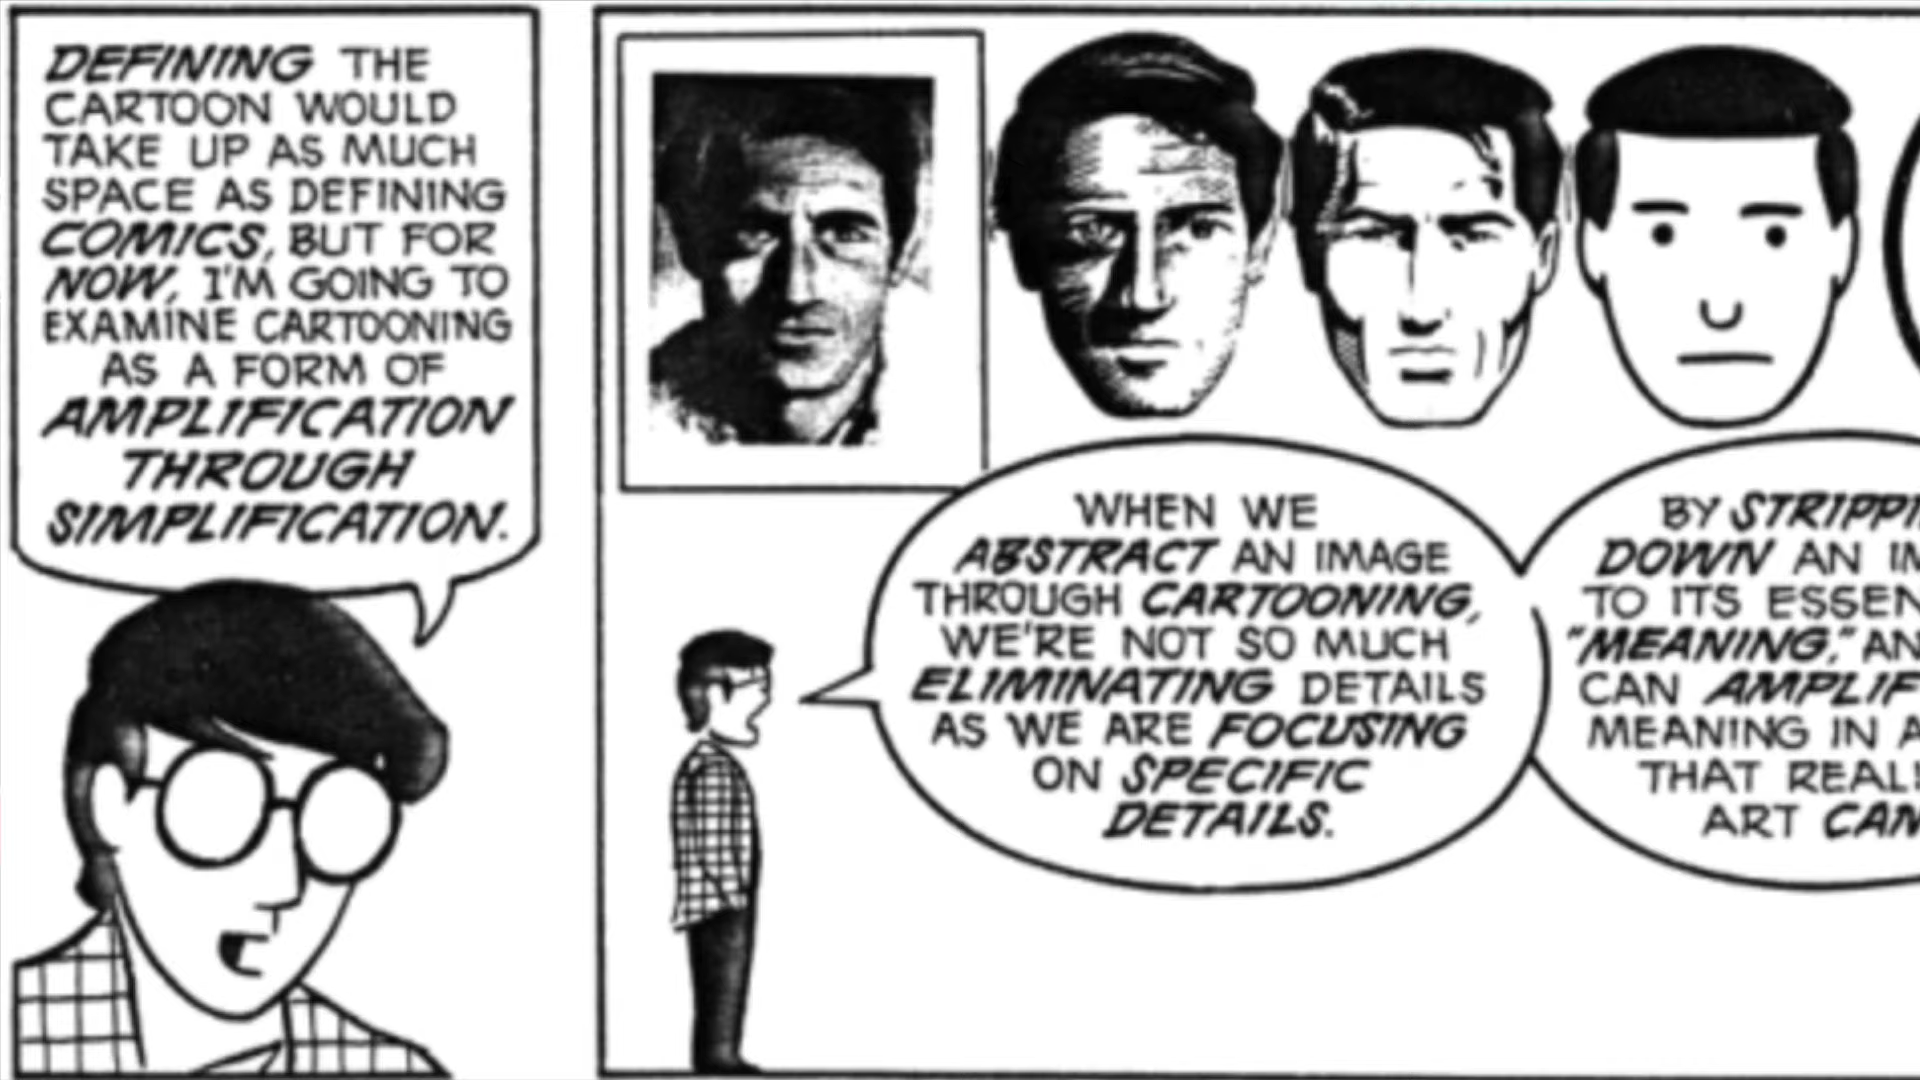 DEFINING THE
CARTOON WOULD
TAKE UP AS MUCH
SPACE AS DEFINING
COMICS, BUT FOR
NOW, I'M GOING TO
EXAMINE CARTOONING
AS A FORM OF
AMPLIFICATION
THROUGH
SIMPLIFICATION.
WHEN WE
ABSTRACT AN IMAGE
THROUGH CARTOONING,
WE'RE NOT SO MUCH
ELIMINATING DETAILS
AS WE ARE FOCUSING
ON SPECIFIC
DETAILS.
BY
DOWN AN
TO ITS
"MEANING,"
CAN
MEANING IN
THAT
ART